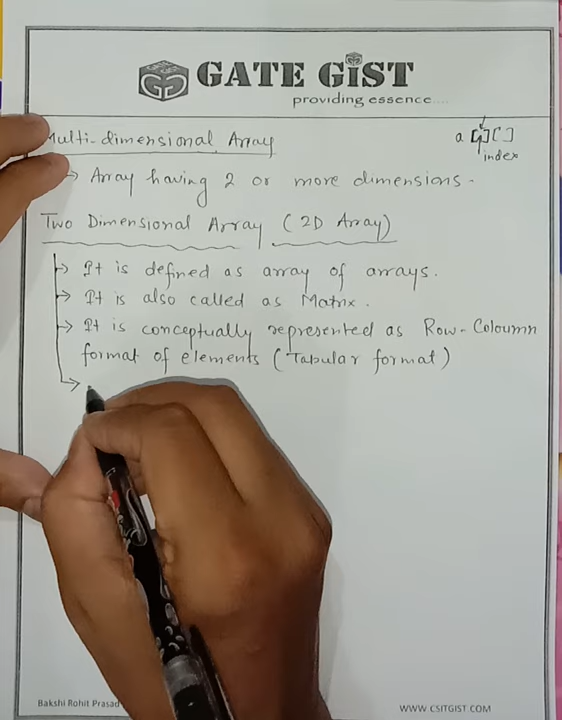 GATE GiST
providing essence....
Multi-dimensional Array
a [ ] [ ]
index
→ Array having 2 or more dimensions.
Two Dimensional Array (2D Array)
→ It is defined as array of arrays.
→ It is also called as Matrix.
→ It is conceptually represented as Row-Coloumn
format of elements (Tabular format)
Bakshi Rohit Prasad
WWW.CSITGIST.COM